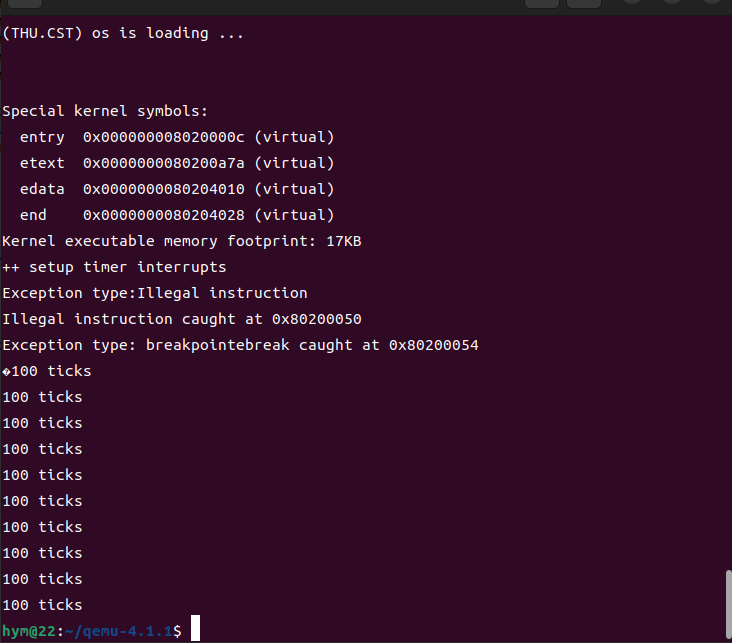 (THU.CST) os is loading ...
Special kernel symbols:
  entry  0x000000008020000c (virtual)
  etext  0x0000000080200a7a (virtual)
  edata  0x0000000080204010 (virtual)
  end    0x0000000080204028 (virtual)
Kernel executable memory footprint: 17KB
++ setup timer interrupts
Exception type:Illegal instruction
Illegal instruction caught at 0x80200050
Exception type: breakpointebreak caught at 0x80200054
�100 ticks
100 ticks
100 ticks
100 ticks
100 ticks
100 ticks
100 ticks
100 ticks
100 ticks
100 ticks
hym@22:~/qemu-4.1.1$